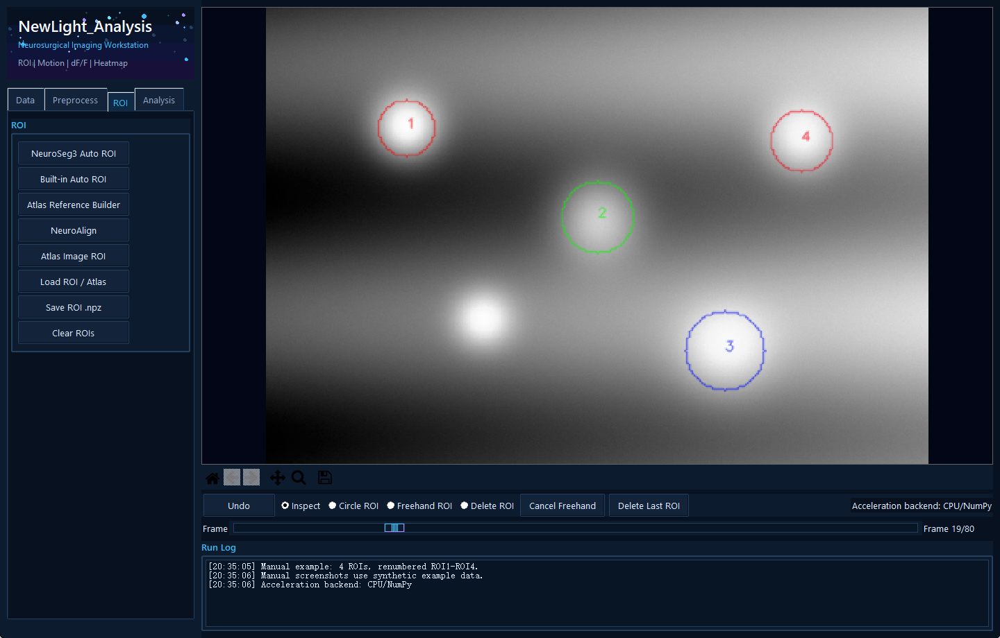 NewLight_Analysis
Neurosurgical Imaging Workstation
ROI | Motion | dF/F | Heatmap
Data Preprocess ROI Analysis
ROI
NeuroSeg3 Auto ROI
Built-in Auto ROI
Atlas Reference Builder
NeuroAlign
Atlas Image ROI
Load ROI / Atlas
Save ROI .npz
Clear ROIs
1
4
2
3
Undo Inspect Circle ROI Freehand ROI Delete ROI Cancel Freehand Delete Last ROI Acceleration backend: CPU/NumPy
Frame Frame 19/80
Run Log
[20:35:05] Manual example: 4 ROIs, renumbered ROI1-ROI4.
[20:35:06] Manual screenshots use synthetic example data.
[20:35:06] Acceleration backend: CPU/NumPy